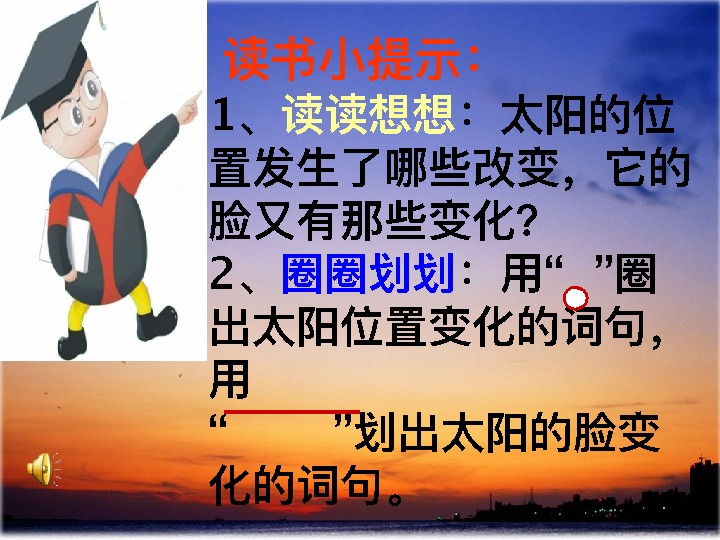 读书小提示：
1、读读想想：太阳的位
置发生了哪些改变，它的
脸又有那些变化？
2、圈圈划划：用“  ”圈
出太阳位置变化的词句，
用
“      ”划出太阳的脸变
化的词句。